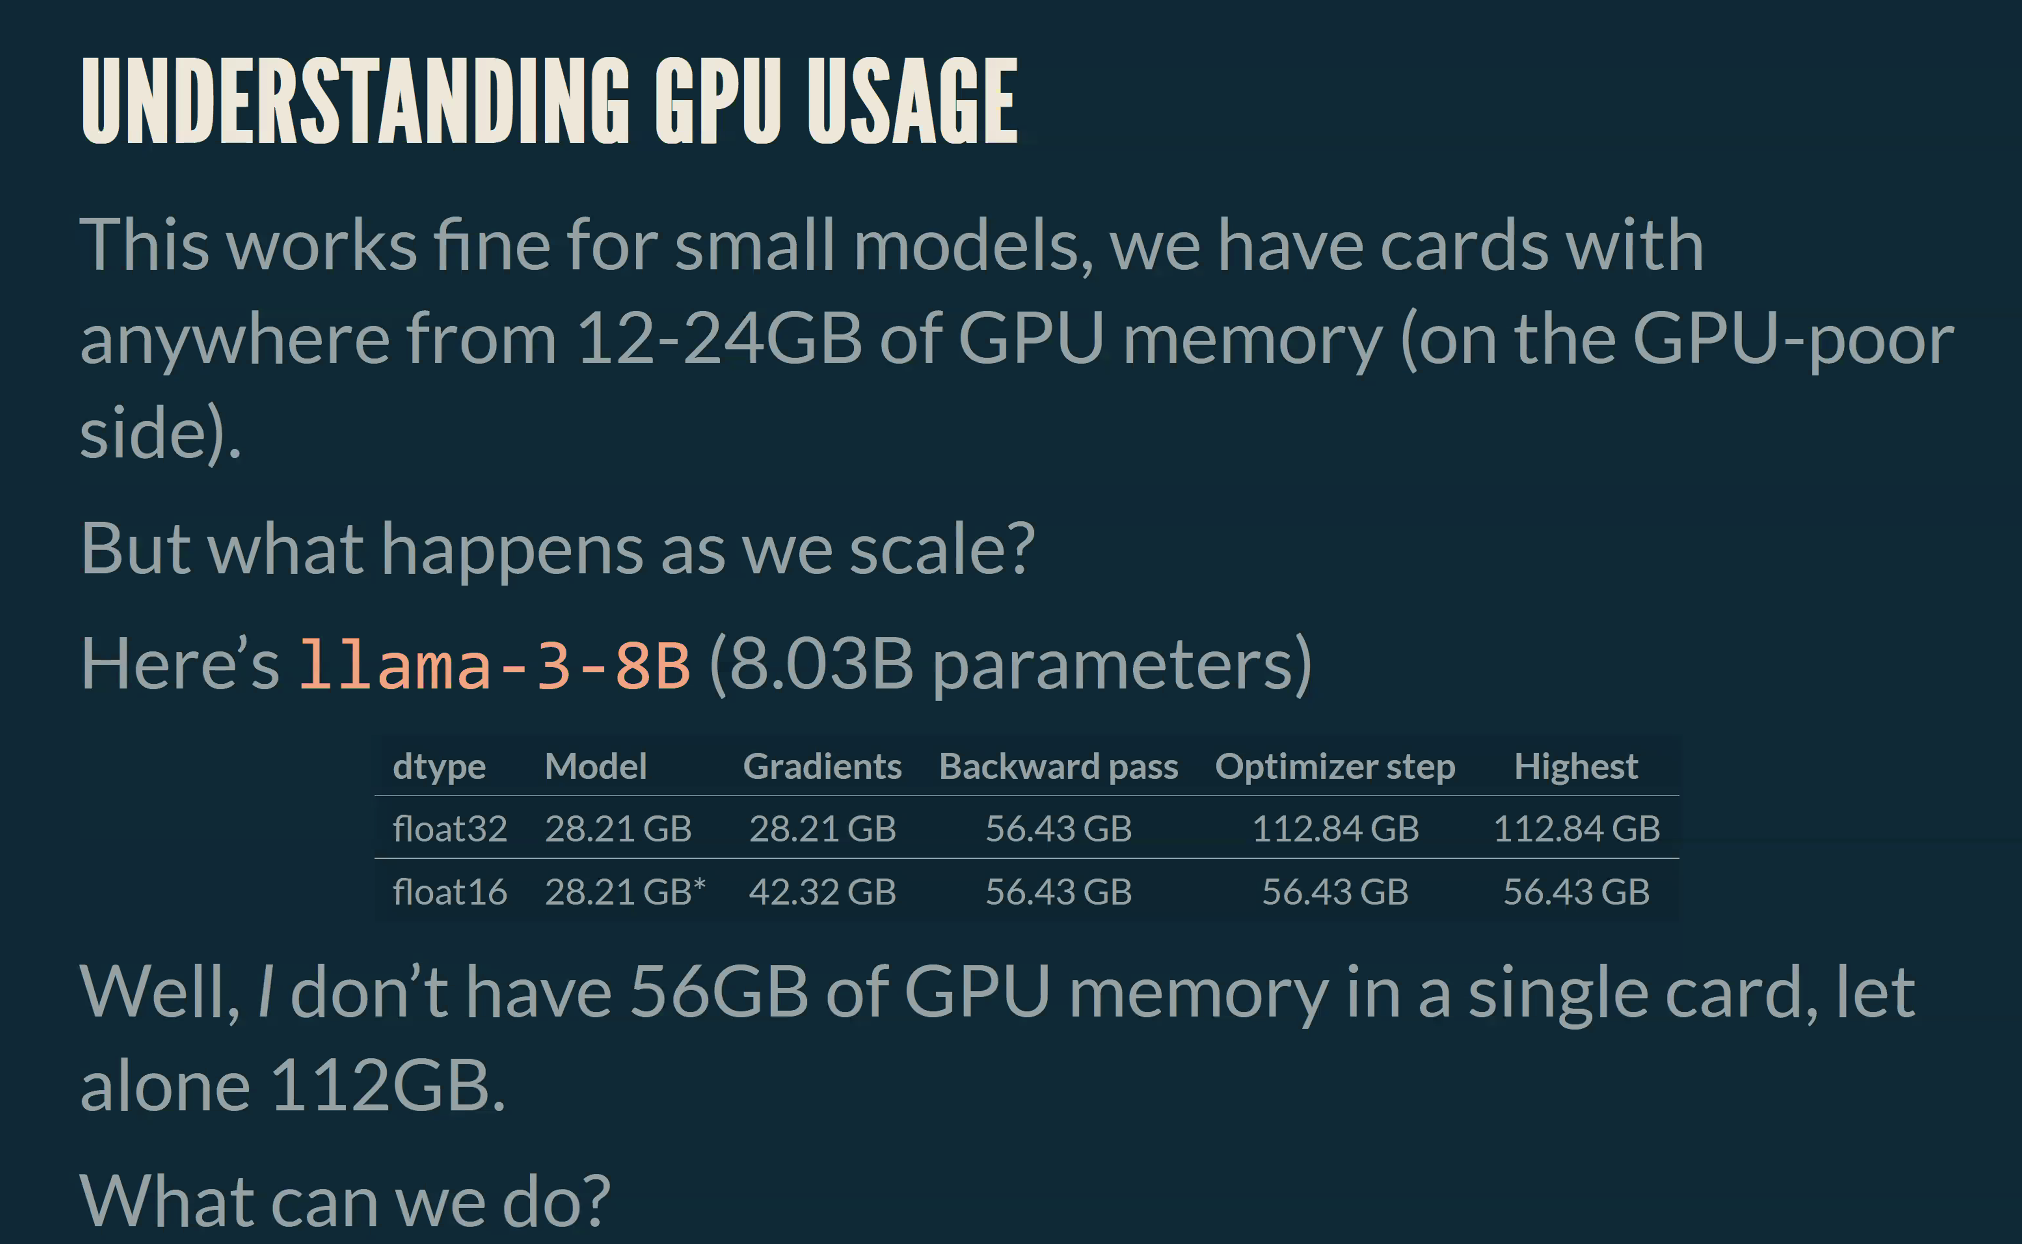 UNDERSTANDING GPU USAGE
This works fine for small models, we have cards with
anywhere from 12-24GB of GPU memory (on the GPU-poor
side).
But what happens as we scale?
Here’s llama-3-8B (8.03B parameters)
dtype Model Gradients Backward pass Optimizer step Highest
float32 28.21 GB 28.21 GB 56.43 GB 112.84 GB 112.84 GB
float16 28.21 GB* 42.32 GB 56.43 GB 56.43 GB 56.43 GB
Well, I don’t have 56GB of GPU memory in a single card, let
alone 112GB.
What can we do?